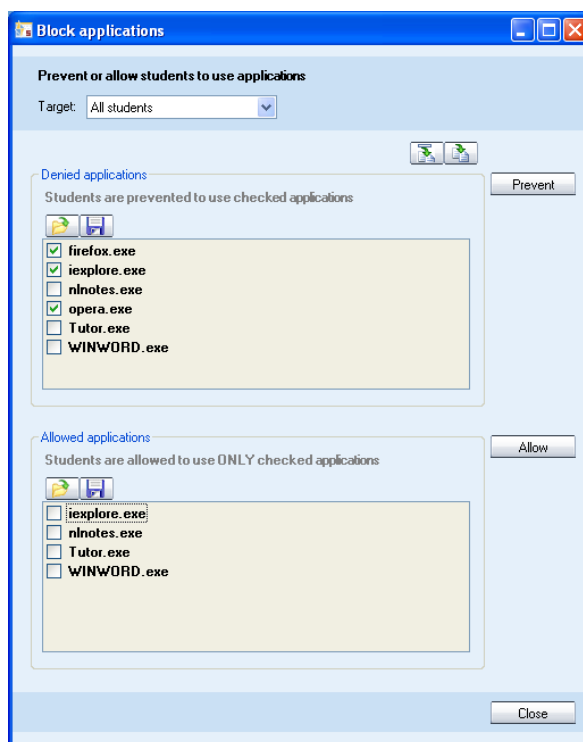 Block applications
Prevent or allow students to use applications
Target: All students
Denied applications
Students are prevented to use checked applications
Prevent
firefox.exe
iexplore.exe
nlnotes.exe
opera.exe
Tutor.exe
WINWORD.exe
Allowed applications
Students are allowed to use ONLY checked applications
Allow
iexplore.exe
nlnotes.exe
Tutor.exe
WINWORD.exe
Close